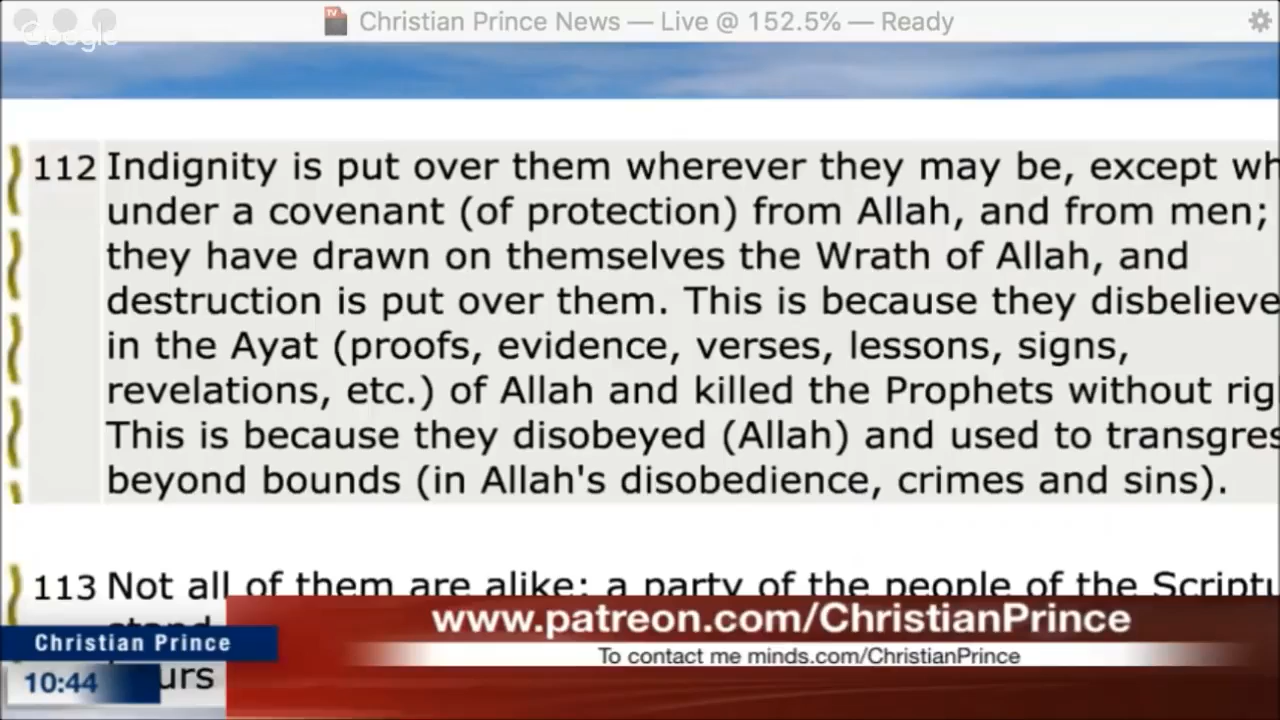 Christian Prince News — Live @ 152.5% — Ready
Google
TV
112 Indignity is put over them wherever they may be, except wh
under a covenant (of protection) from Allah, and from men;
they have drawn on themselves the Wrath of Allah, and
destruction is put over them. This is because they disbelieve
in the Ayat (proofs, evidence, verses, lessons, signs,
revelations, etc.) of Allah and killed the Prophets without rig
This is because they disobeyed (Allah) and used to transgres
beyond bounds (in Allah's disobedience, crimes and sins).
113 Not all of them are alike; a party of the people of the Scriptu
stand
urs
www.patreon.com/ChristianPrince
Christian Prince
To contact me minds.com/ChristianPrince
10:44